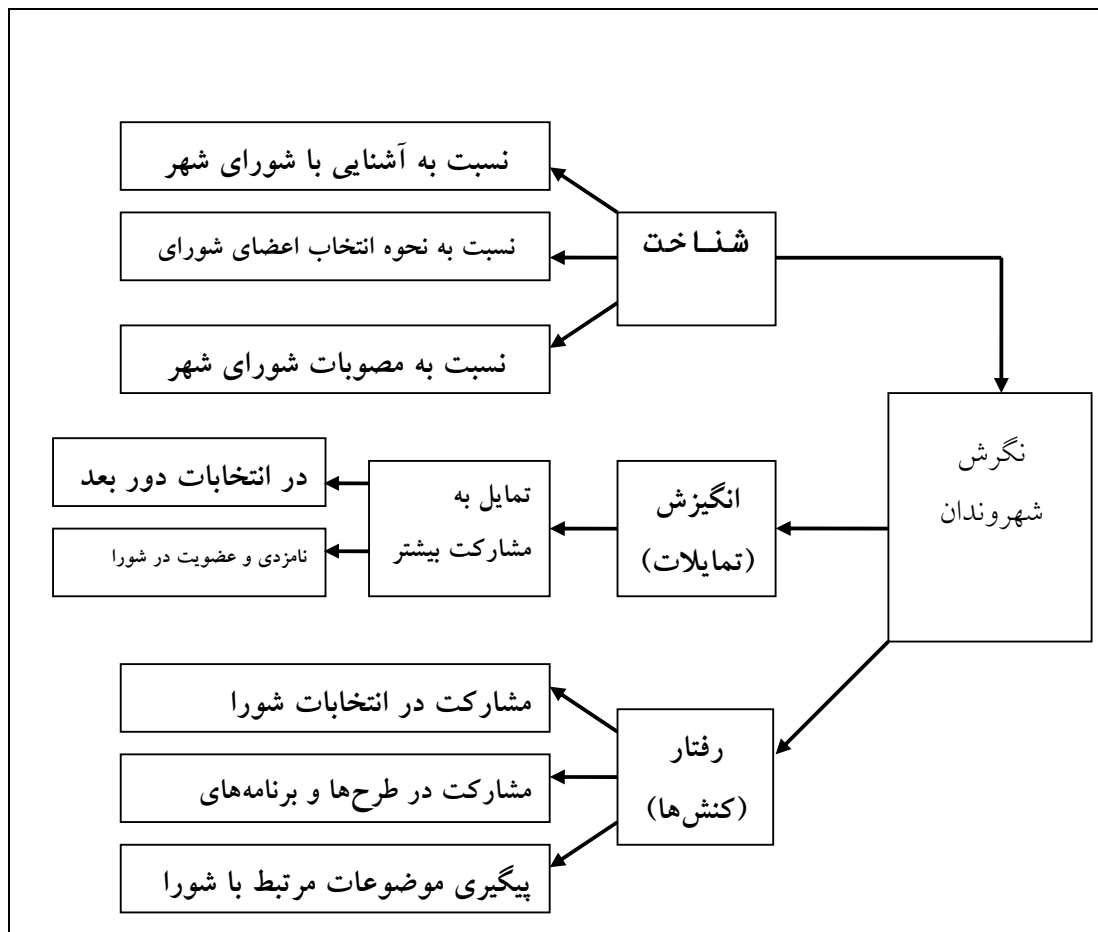 نسبت به آشنایی با شورای شهر
شنـاخت
نسبت به نحوه انتخاب اعضای شورای
نسبت به مصوبات شورای شهر
نگرش
شهروندان
انگیزش
(تمایلات)
تمایل به
مشارکت بیشتر
در انتخابات دور بعد
نامزدی و عضویت در شورا
رفتار
(کنش‌ها)
مشارکت در انتخابات شورا
مشارکت در طرح‌ها و برنامه‌های
پیگیری موضوعات مرتبط با شورا